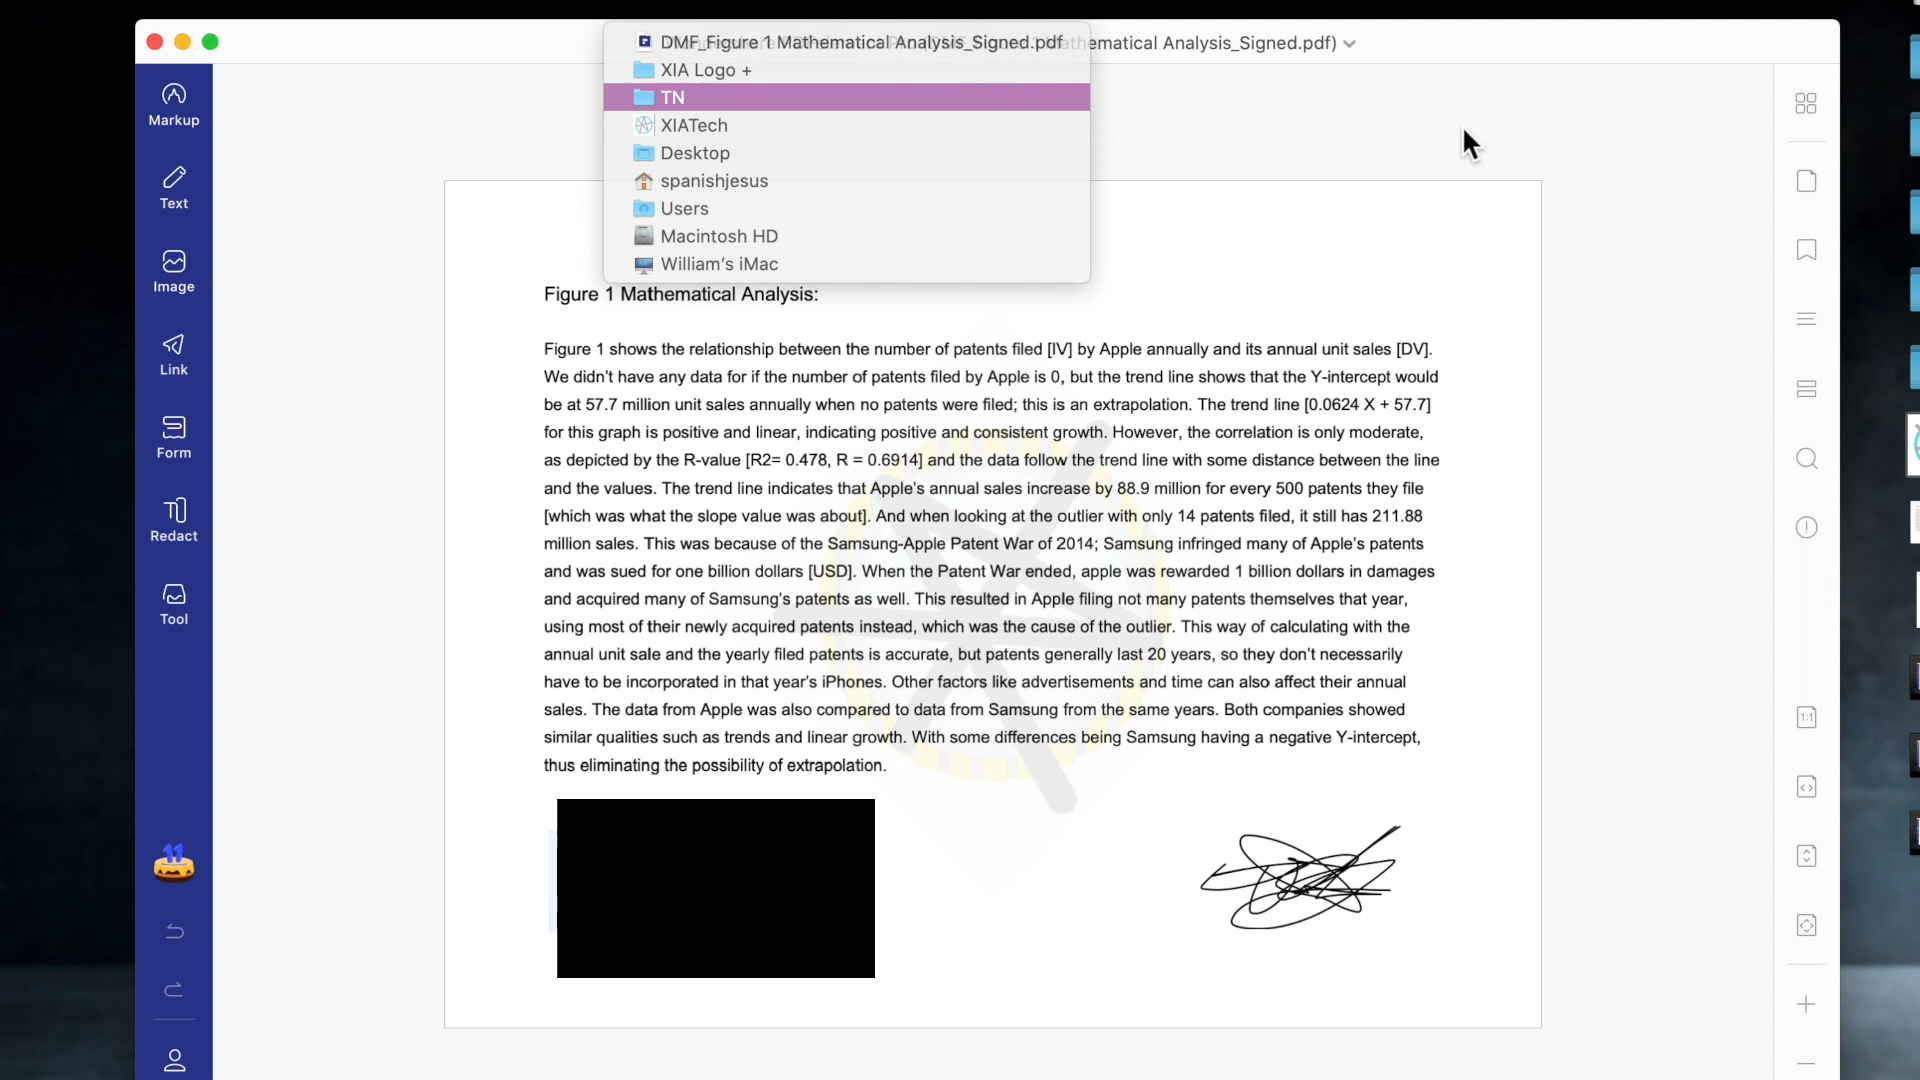 DMF_Figure 1 Mathematical Analysis_Signed.pdf
hematical Analysis_Signed.pdf)
XIA Logo +
TN
XIATech
Desktop
spanishjesus
Users
Macintosh HD
William's iMac
Markup
Text
Image
Link
Form
Redact
Tool
11
Figure 1 Mathematical Analysis:
Figure 1 shows the relationship between the number of patents filed [IV] by Apple annually and its annual unit sales [DV].
We didn't have any data for if the number of patents filed by Apple is 0, but the trend line shows that the Y-intercept would
be at 57.7 million unit sales annually when no patents were filed; this is an extrapolation. The trend line [0.0624 X + 57.7]
for this graph is positive and linear, indicating positive and consistent growth. However, the correlation is only moderate,
as depicted by the R-value [R2= 0.478, R = 0.6914] and the data follow the trend line with some distance between the line
and the values. The trend line indicates that Apple's annual sales increase by 88.9 million for every 500 patents they file
[which was what the slope value was about]. And when looking at the outlier with only 14 patents filed, it still has 211.88
million sales. This was because of the Samsung-Apple Patent War of 2014; Samsung infringed many of Apple's patents
and was sued for one billion dollars [USD]. When the Patent War ended, apple was rewarded 1 billion dollars in damages
and acquired many of Samsung's patents as well. This resulted in Apple filing not many patents themselves that year,
using most of their newly acquired patents instead, which was the cause of the outlier. This way of calculating with the
annual unit sale and the yearly filed patents is accurate, but patents generally last 20 years, so they don't necessarily
have to be incorporated in that year's iPhones. Other factors like advertisements and time can also affect their annual
sales. The data from Apple was also compared to data from Samsung from the same years. Both companies showed
similar qualities such as trends and linear growth. With some differences being Samsung having a negative Y-intercept,
thus eliminating the possibility of extrapolation.
1:1